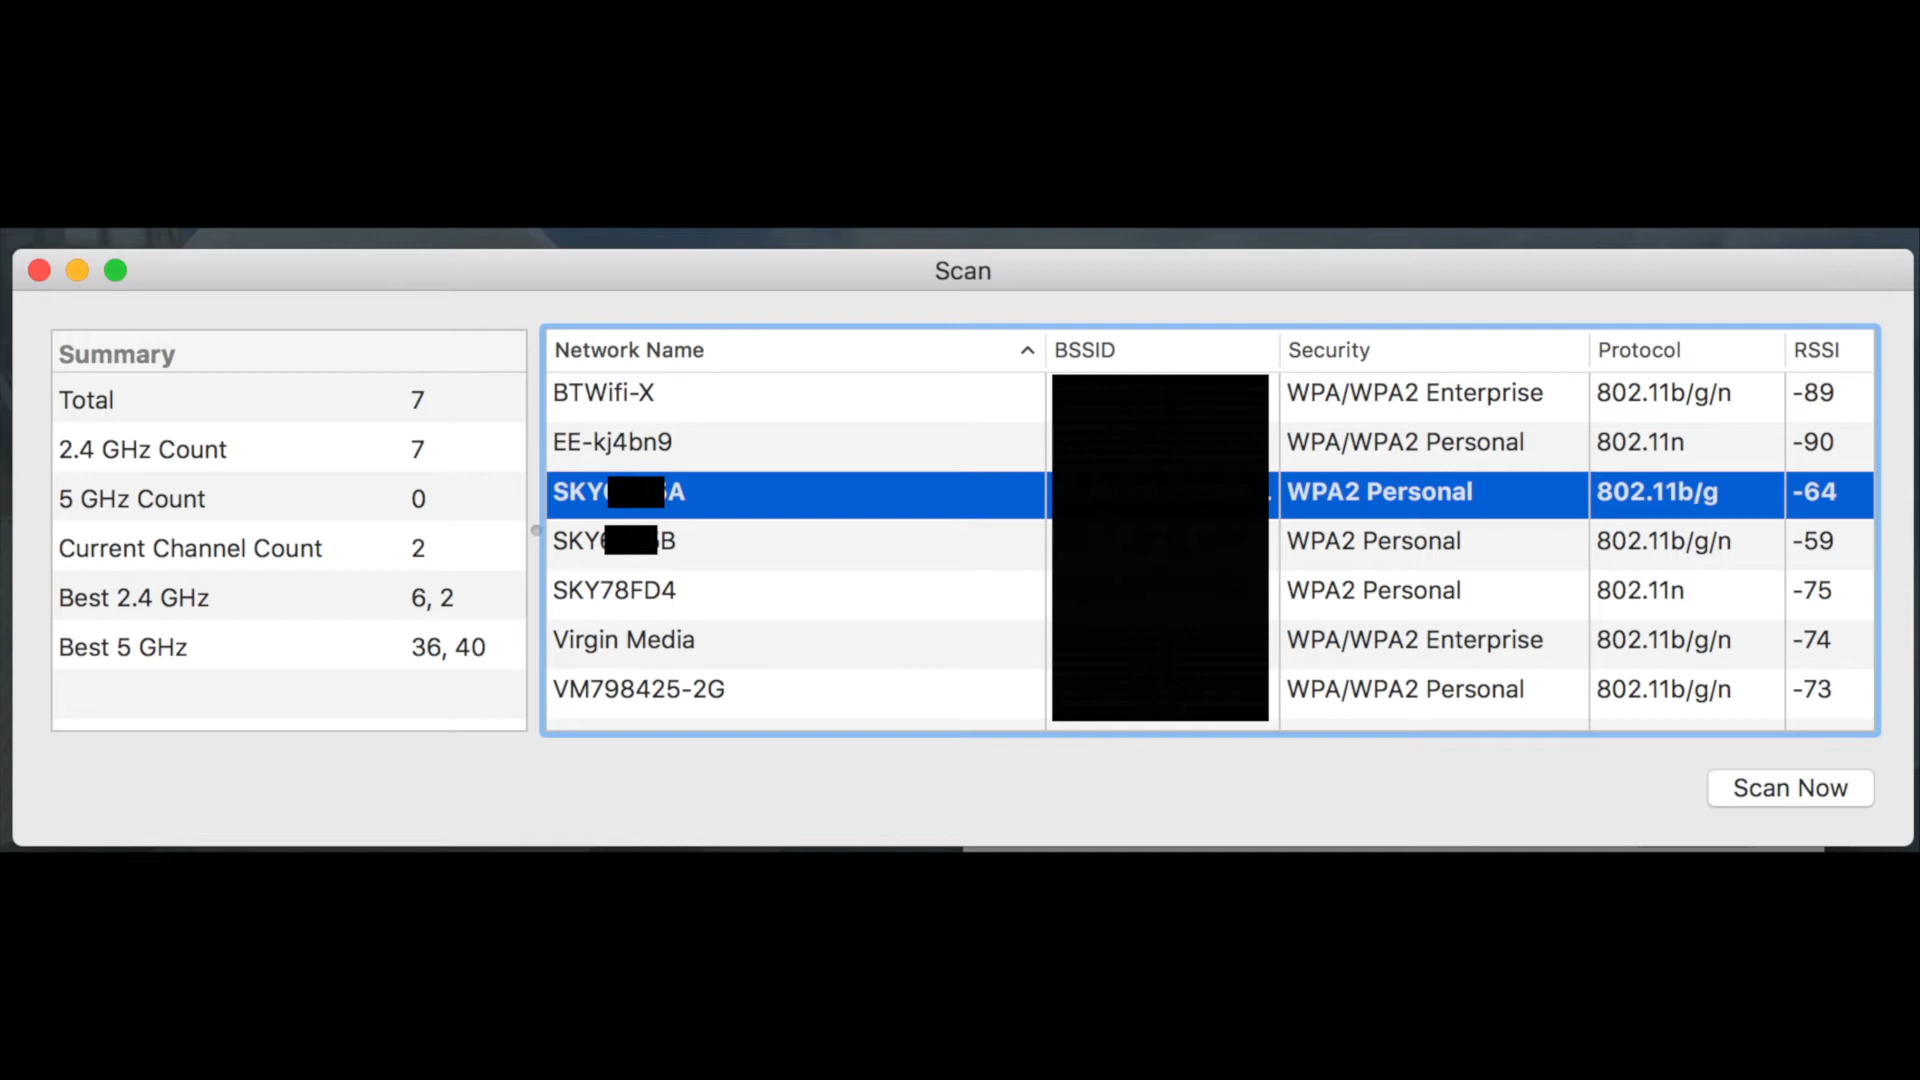 Scan
Summary
Total 7
2.4 GHz Count 7
5 GHz Count 0
Current Channel Count 2
Best 2.4 GHz 6, 2
Best 5 GHz 36, 40
Network Name BSSID Security Protocol RSSI
BTWifi-X WPA/WPA2 Enterprise 802.11b/g/n -89
EE-kj4bn9 WPA/WPA2 Personal 802.11n -90
SKY A WPA2 Personal 802.11b/g -64
SKY B WPA2 Personal 802.11b/g/n -59
SKY78FD4 WPA2 Personal 802.11n -75
Virgin Media WPA/WPA2 Enterprise 802.11b/g/n -74
VM798425-2G WPA/WPA2 Personal 802.11b/g/n -73
Scan Now